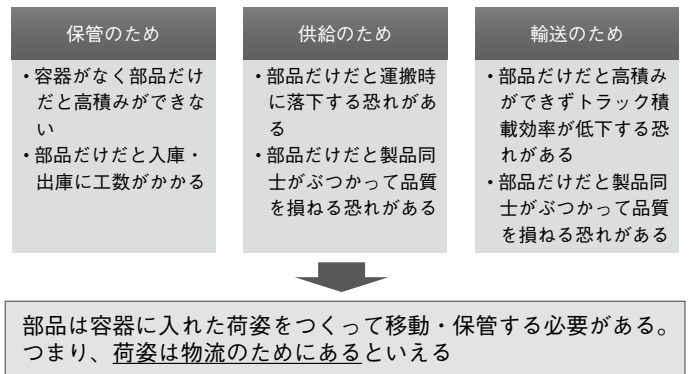 保管のため
・容器がなく部品だけ
だと高積みができな
い
・部品だけだと入庫・
出庫に工数がかかる
供給のため
・部品だけだと運搬時
に落下する恐れがあ
る
・部品だけだと製品同
士がぶつかって品質
を損ねる恐れがある
輸送のため
・部品だけだと高積み
ができずトラック積
載効率が低下する恐
れがある
・部品だけだと製品同
士がぶつかって品質
を損ねる恐れがある
部品は容器に入れた荷姿をつくって移動・保管する必要がある。
つまり、荷姿は物流のためにあるといえる